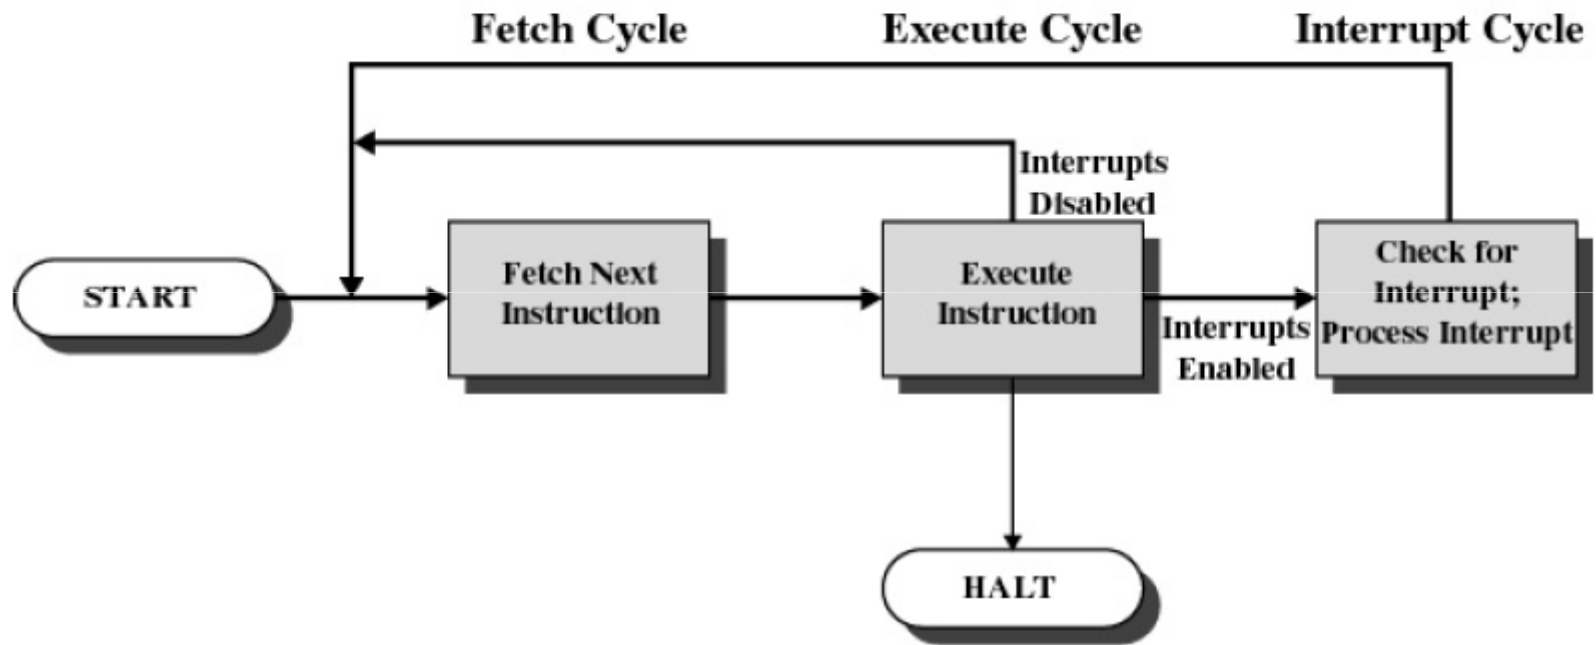 Fetch Cycle
Execute Cycle
Interrupt Cycle
Interrupts
Disabled
START
Fetch Next
Instruction
Execute
Instruction
Interrupts
Enabled
Check for
Interrupt;
Process Interrupt
HALT